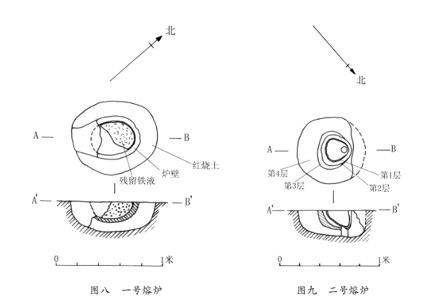 北
A
B
红烧土
炉壁
残留铁液
A'
B'
0
1米
图八 一号熔炉
北
A
B
第4层
第3层
第1层
第2层
A'
B'
0
1米
图九 二号熔炉